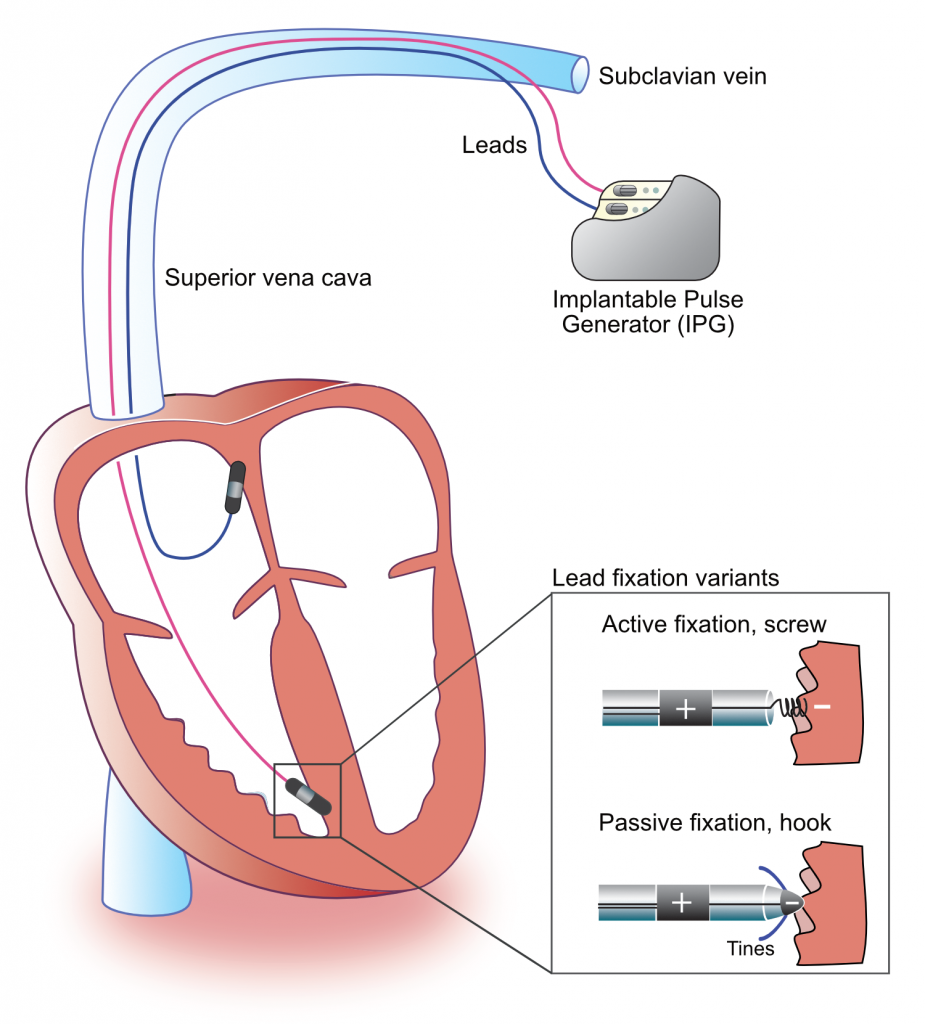 Subclavian vein
Leads
Superior vena cava
Implantable Pulse
Generator (IPG)
Lead fixation variants
Active fixation, screw
+
−
Passive fixation, hook
+
−
Tines